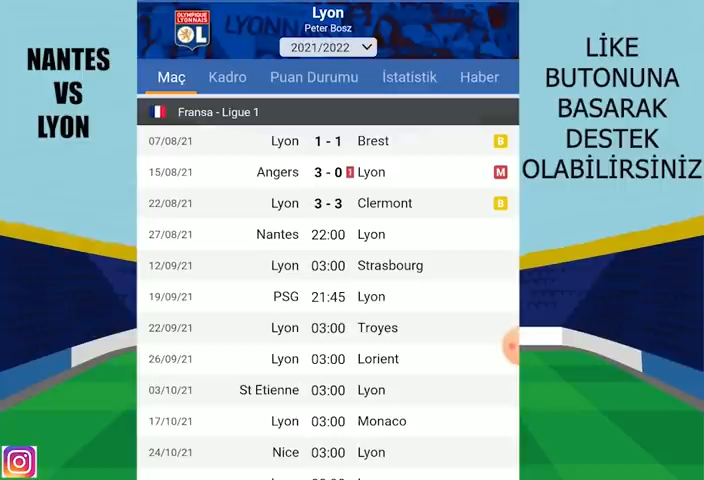 NANTES
VS
LYON
OLYMPIQUE
LYONNAIS
OL
Lyon
Peter Bosz
2021/2022
Maç Kadro Puan Durumu İstatistik Haber
Fransa - Ligue 1
07/08/21 Lyon 1 - 1 Brest B
15/08/21 Angers 3 - 0 1 Lyon M
22/08/21 Lyon 3 - 3 Clermont B
27/08/21 Nantes 22:00 Lyon
12/09/21 Lyon 03:00 Strasbourg
19/09/21 PSG 21:45 Lyon
22/09/21 Lyon 03:00 Troyes
26/09/21 Lyon 03:00 Lorient
03/10/21 St Etienne 03:00 Lyon
17/10/21 Lyon 03:00 Monaco
24/10/21 Nice 03:00 Lyon
LİKE
BUTONUNA
BASARAK
DESTEK
OLABİLİRSİNİZ